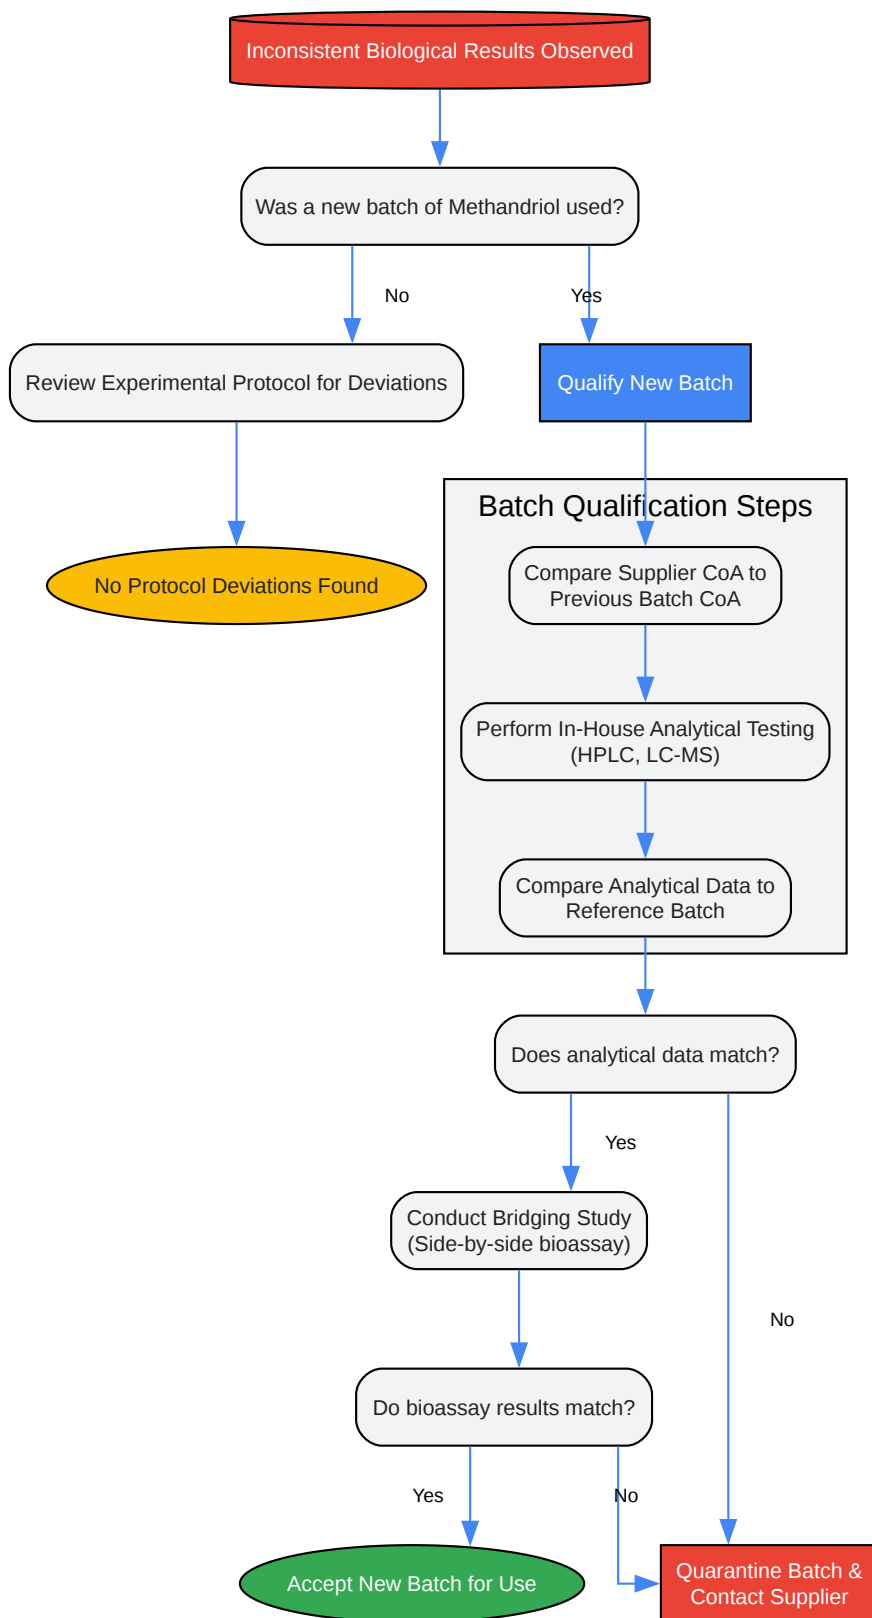 Inconsistent Biological Results Observed
Was a new batch of Methandriol used?
No
Yes
Review Experimental Protocol for Deviations
Qualify New Batch
Batch Qualification Steps
No Protocol Deviations Found
Compare Supplier CoA to
Previous Batch CoA
Perform In-House Analytical Testing
(HPLC, LC-MS)
Compare Analytical Data to
Reference Batch
Does analytical data match?
Yes
Conduct Bridging Study
(Side-by-side bioassay)
No
Do bioassay results match?
Yes
No
Accept New Batch for Use
Quarantine Batch &
Contact Supplier